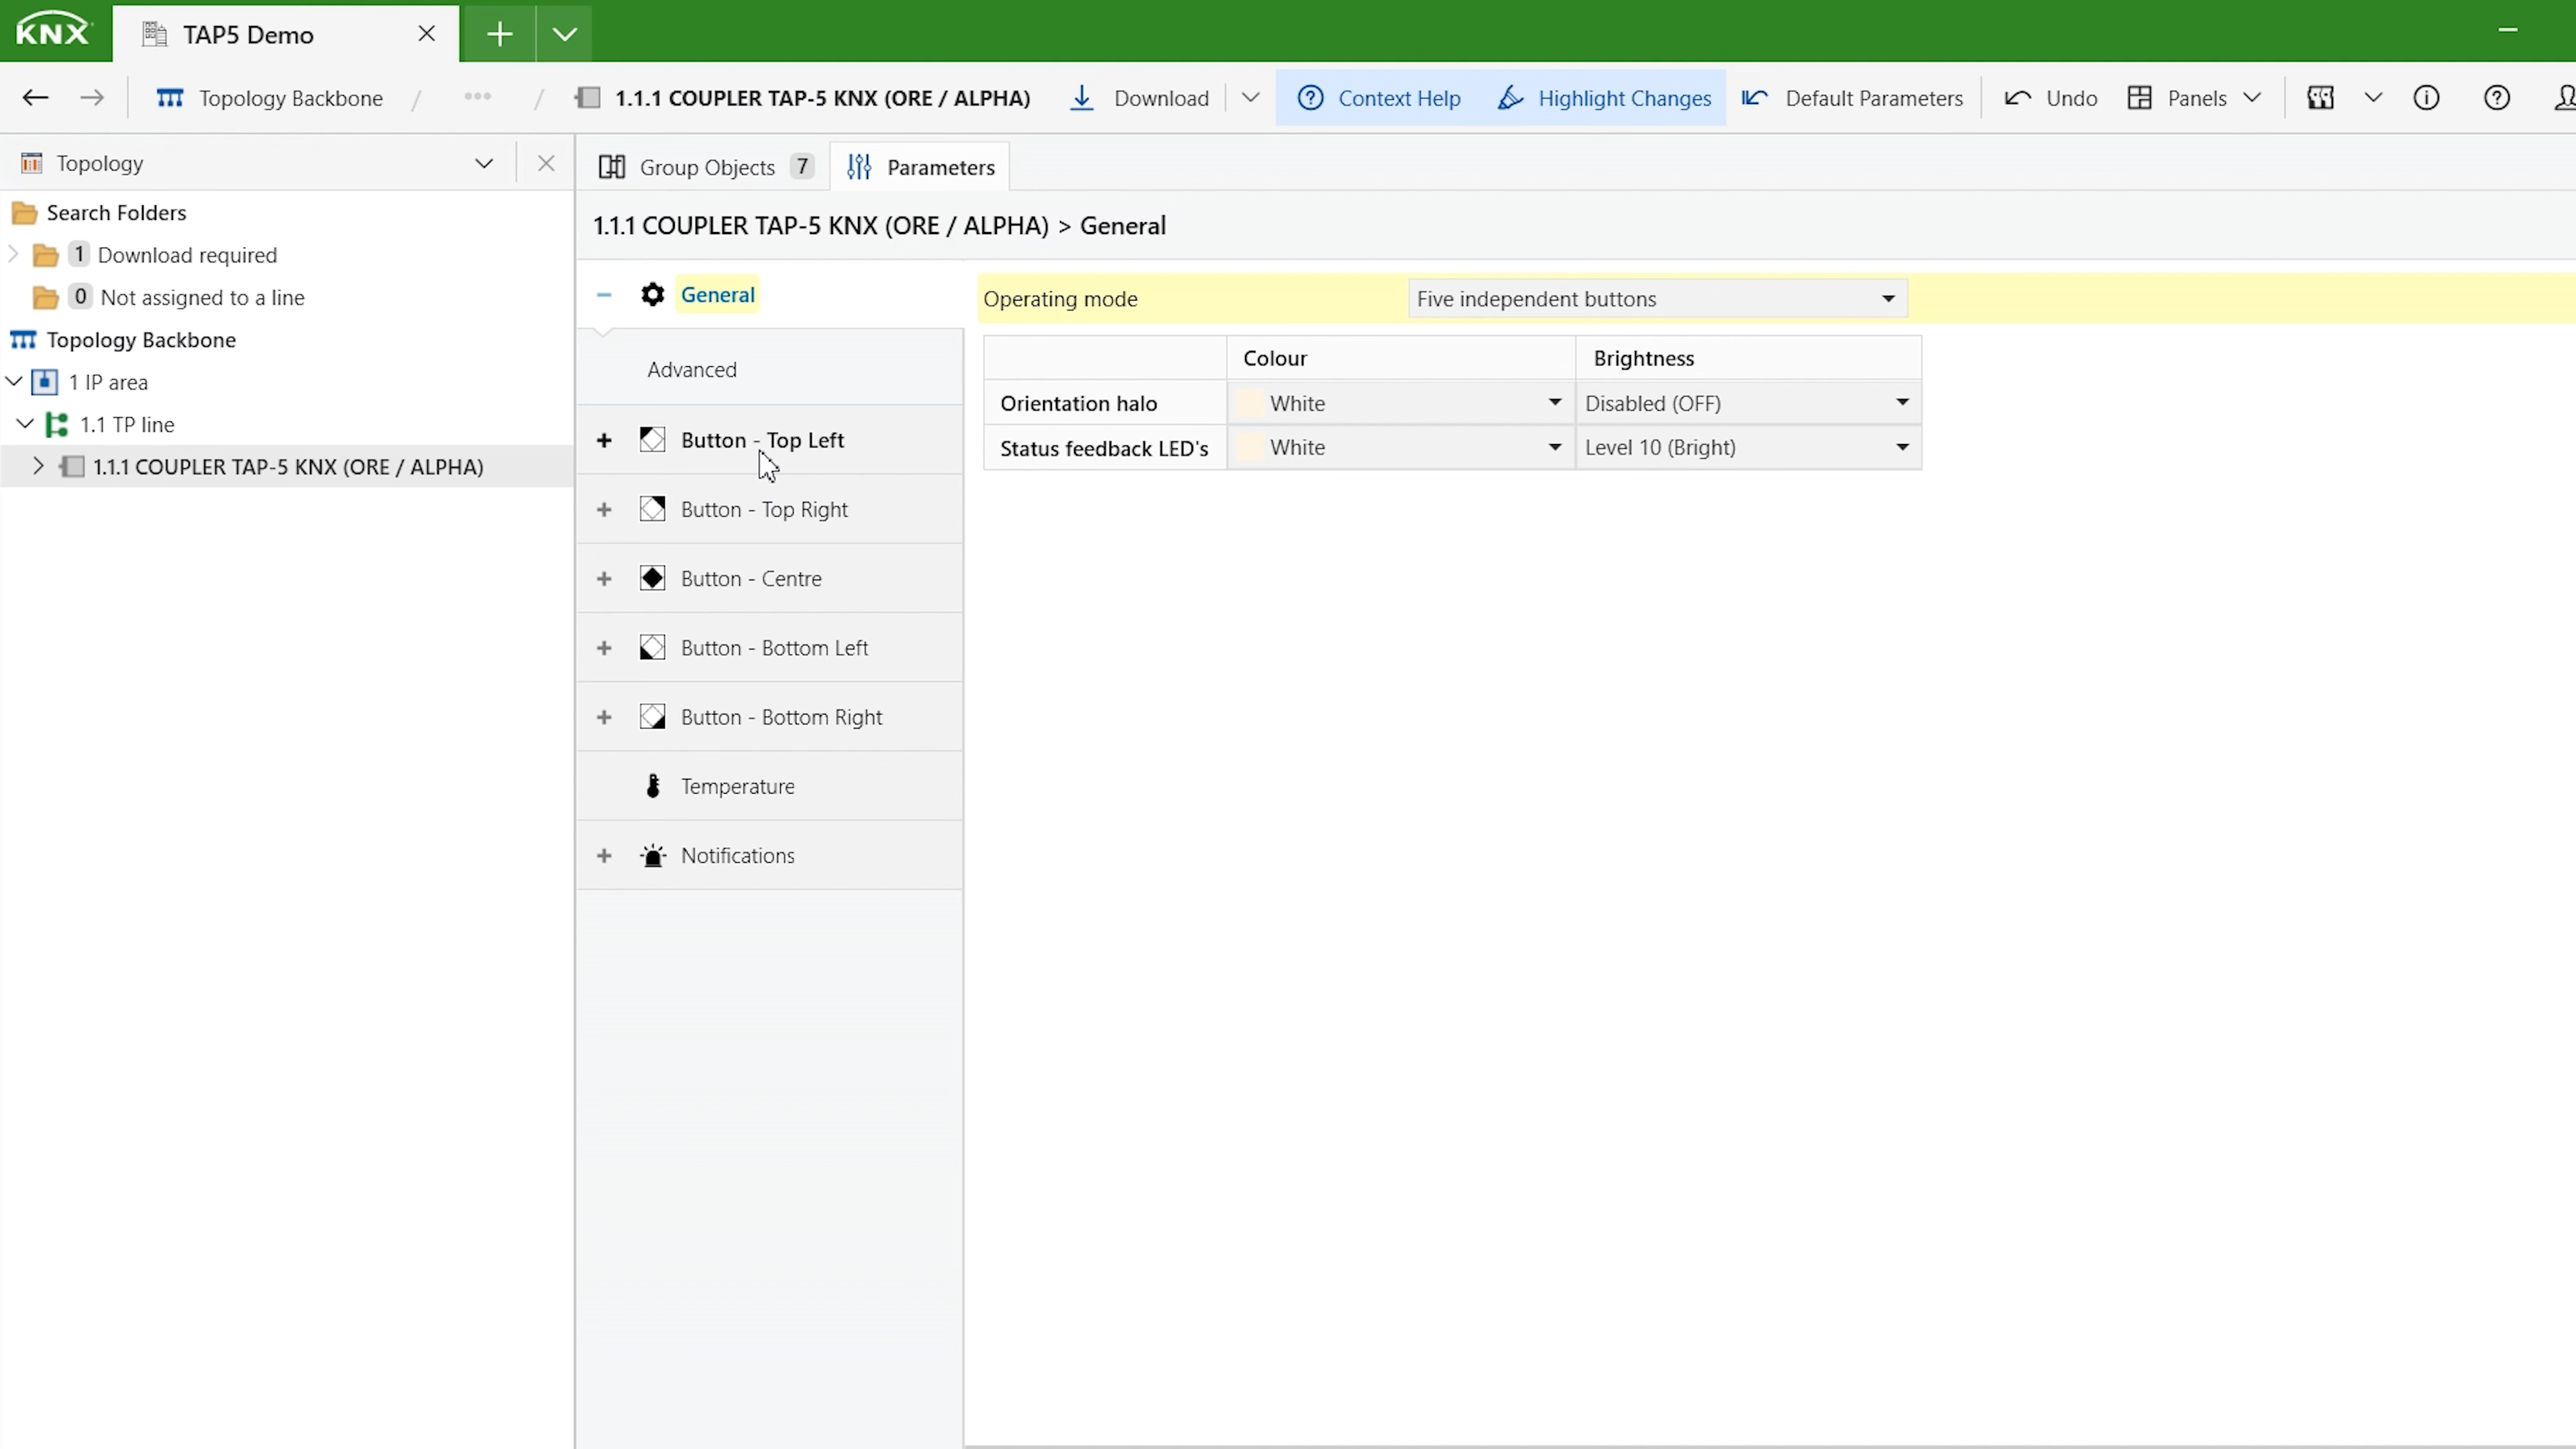 KNX
TAP5 Demo
Topology Backbone / ••• / 1.1.1 COUPLER TAP-5 KNX (ORE / ALPHA)
Download
Context Help
Highlight Changes
Default Parameters
Undo
Panels
Topology
Search Folders
1 Download required
0 Not assigned to a line
Topology Backbone
1 IP area
1.1 TP line
1.1.1 COUPLER TAP-5 KNX (ORE / ALPHA)
Group Objects 7
Parameters
1.1.1 COUPLER TAP-5 KNX (ORE / ALPHA) > General
General
Advanced
Button - Top Left
Button - Top Right
Button - Centre
Button - Bottom Left
Button - Bottom Right
Temperature
Notifications
Operating mode Five independent buttons
Colour Brightness
Orientation halo White Disabled (OFF)
Status feedback LED's White Level 10 (Bright)